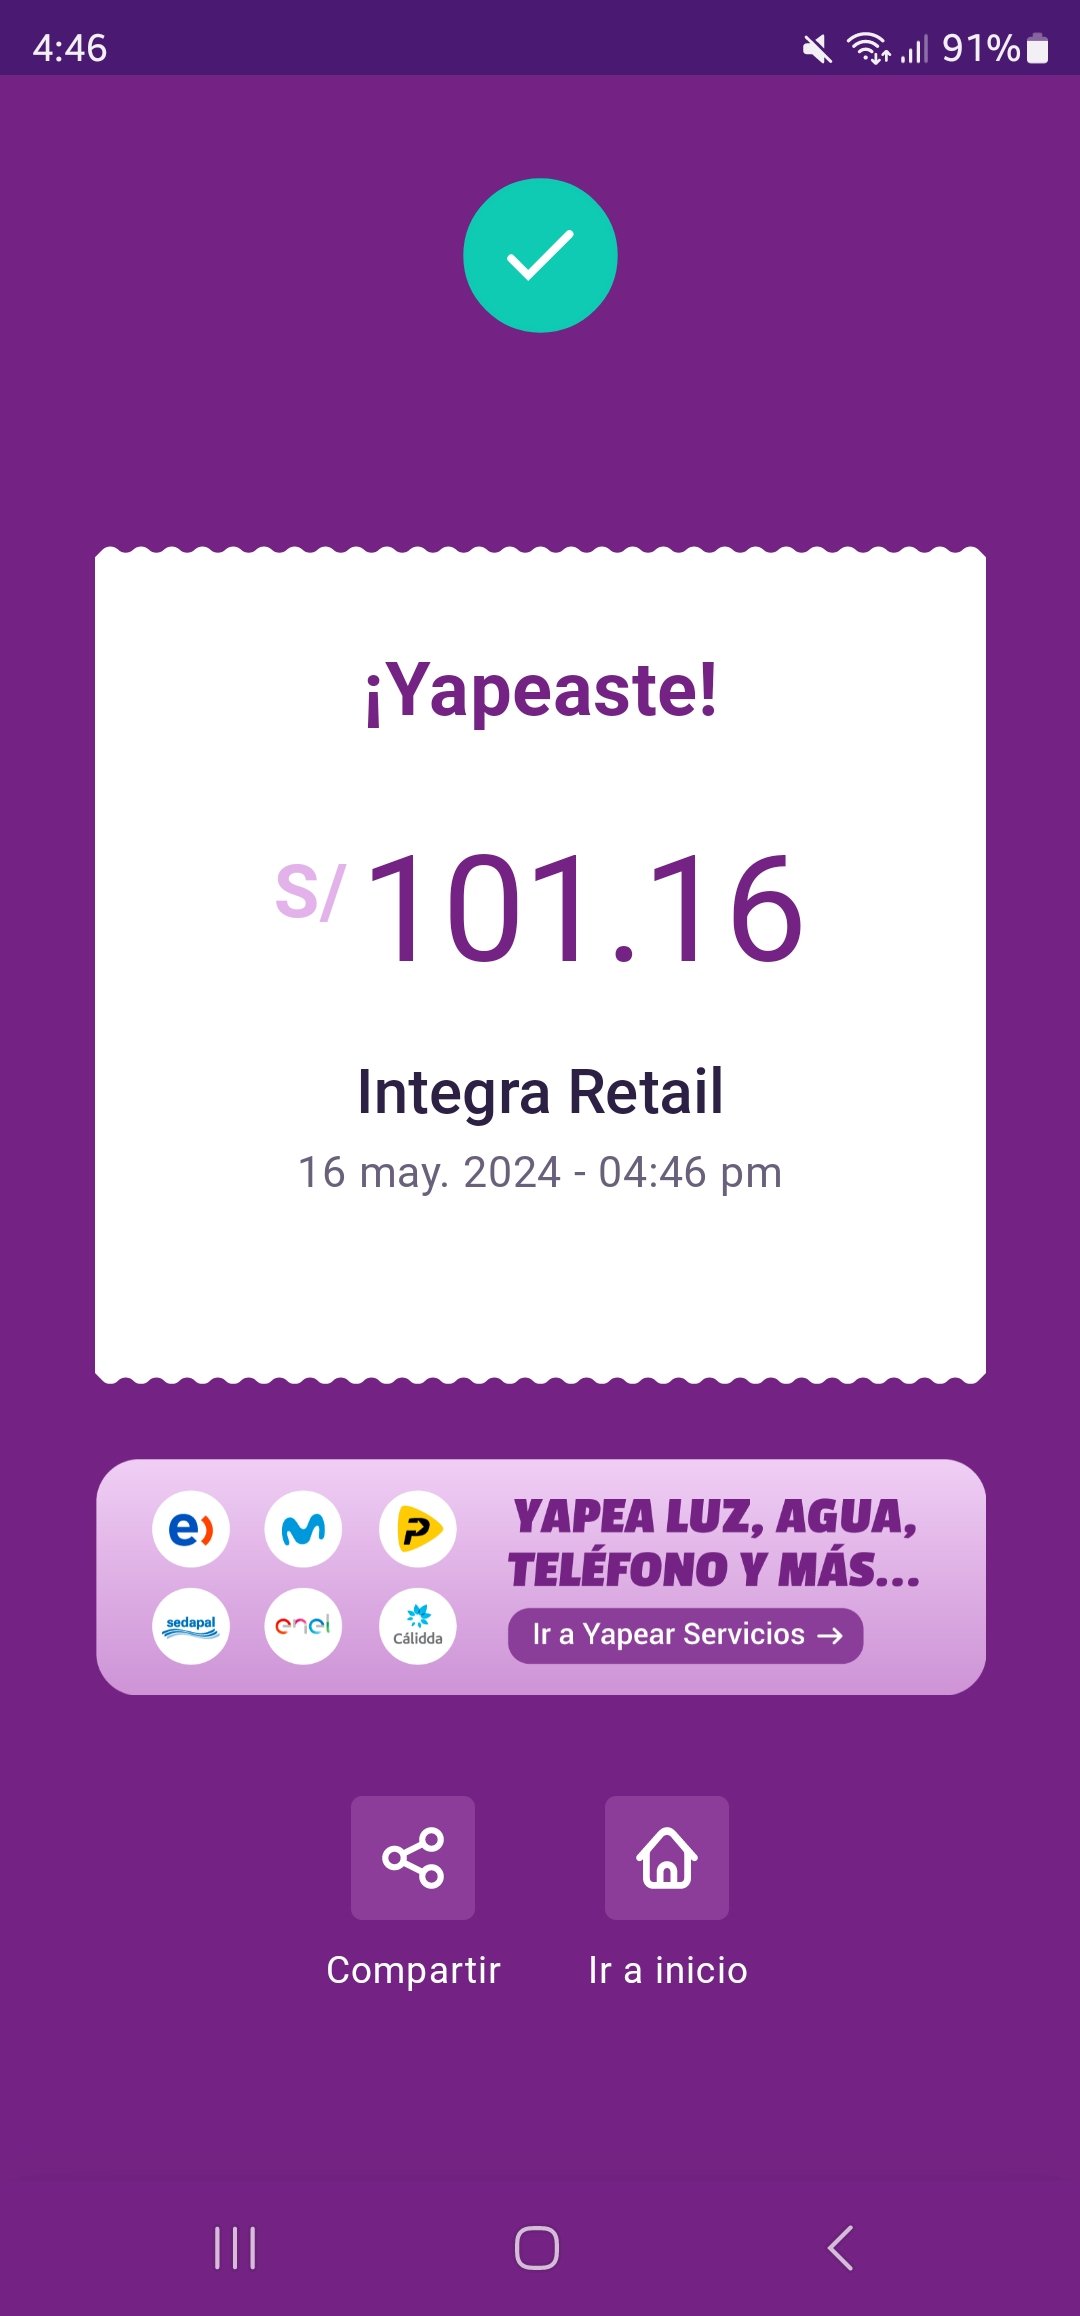 4:46
91%
¡Yapeaste!
S/ 101.16
Integra Retail
16 may. 2024 - 04:46 pm
e)
P
sedapal
enel
Cálidda
YAPEA LUZ, AGUA,
TELÉFONO Y MÁS...
Ir a Yapear Servicios →
Compartir
Ir a inicio